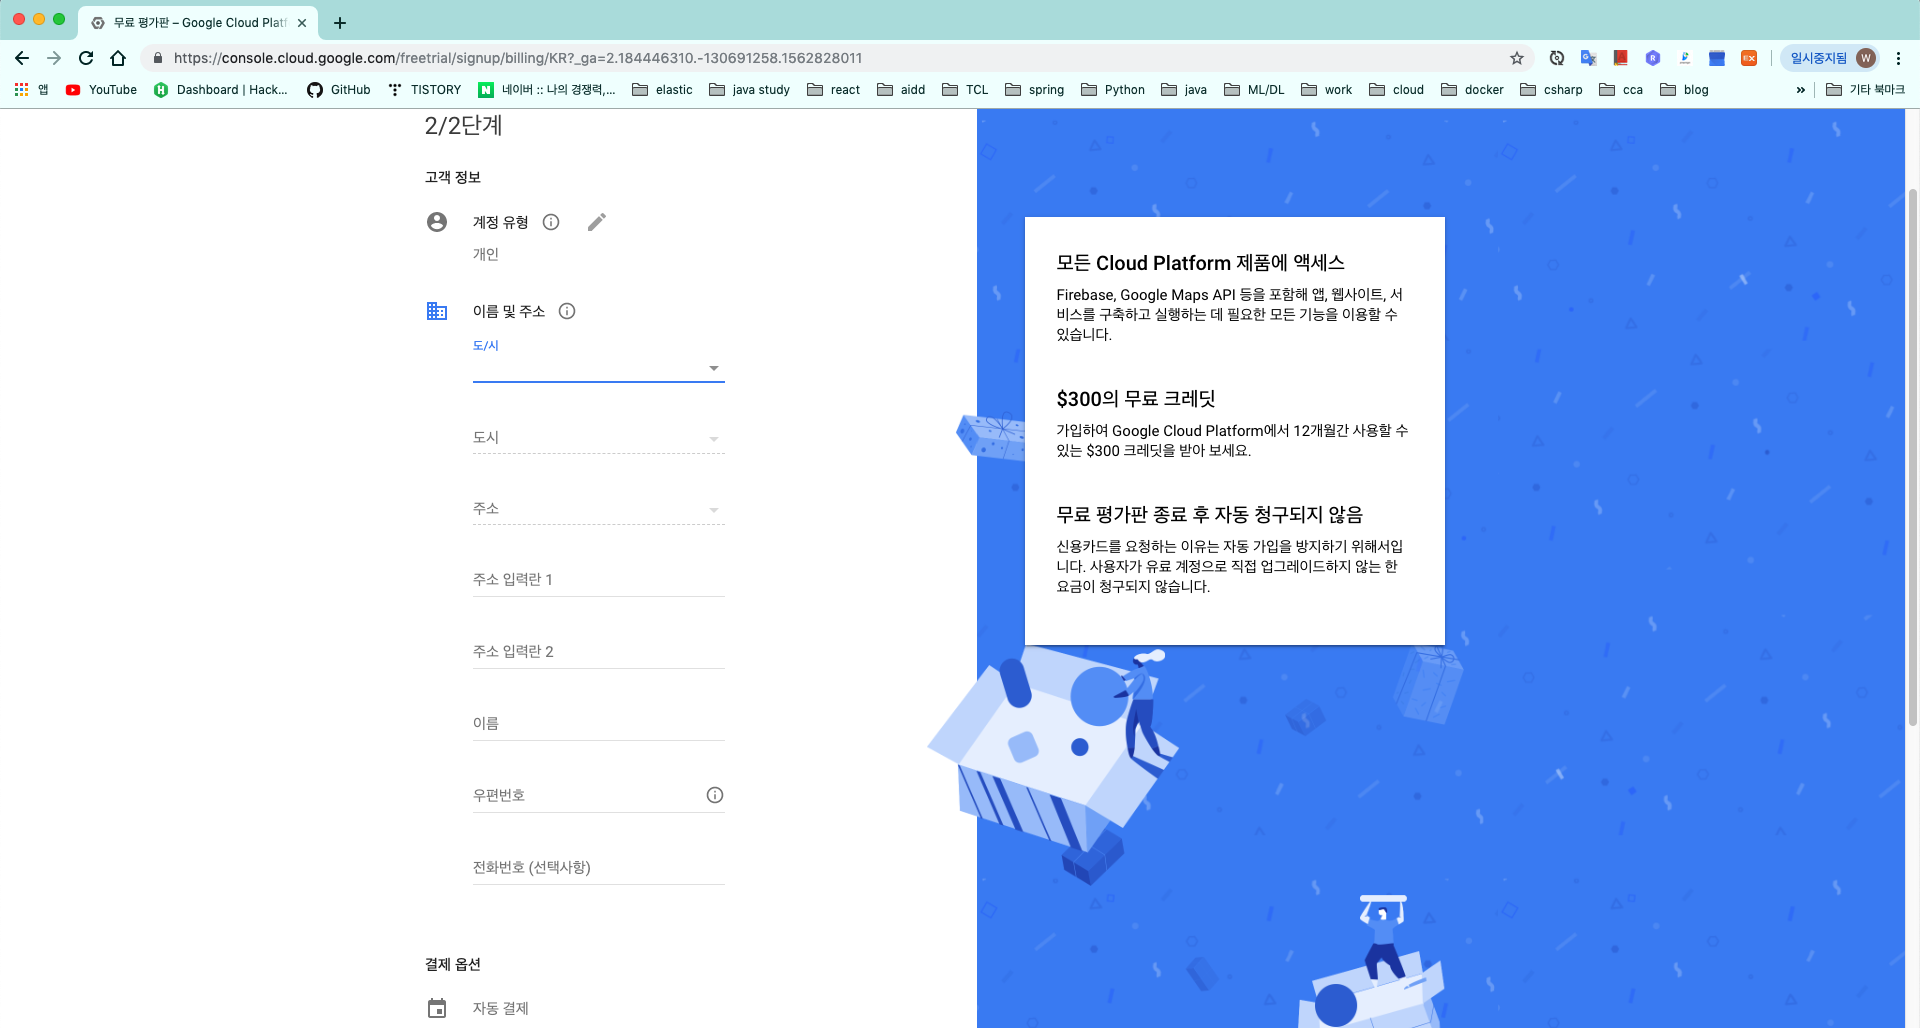 무료 평가판 – Google Cloud Platf
https://console.cloud.google.com/freetrial/signup/billing/KR?_ga=2.184446310.-130691258.1562828011
일시중지됨
W
앱
YouTube
Dashboard | Hack...
GitHub
TISTORY
네이버 :: 나의 경쟁력,...
elastic
java study
react
aidd
TCL
spring
Python
java
ML/DL
work
cloud
docker
csharp
cca
blog
»
기타 북마크
2/2단계
고객 정보
계정 유형
개인
이름 및 주소
도/시
도시
주소
주소 입력란 1
주소 입력란 2
이름
우편번호
전화번호 (선택사항)
결제 옵션
자동 결제
모든 Cloud Platform 제품에 액세스
Firebase, Google Maps API 등을 포함해 앱, 웹사이트, 서
비스를 구축하고 실행하는 데 필요한 모든 기능을 이용할 수
있습니다.
$300의 무료 크레딧
가입하여 Google Cloud Platform에서 12개월간 사용할 수
있는 $300 크레딧을 받아 보세요.
무료 평가판 종료 후 자동 청구되지 않음
신용카드를 요청하는 이유는 자동 가입을 방지하기 위해서입
니다. 사용자가 유료 계정으로 직접 업그레이드하지 않는 한
요금이 청구되지 않습니다.